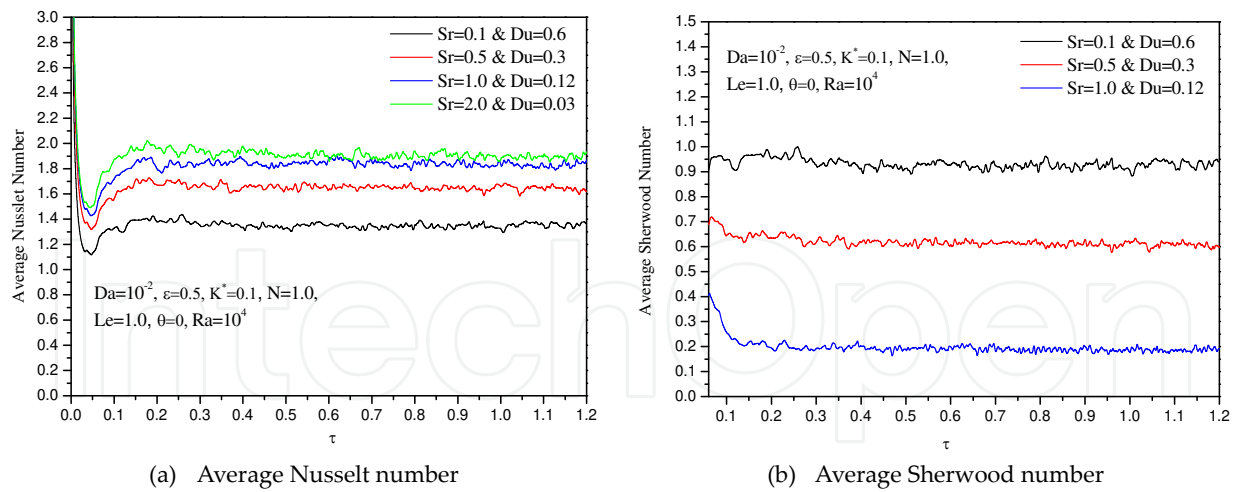 3.0
2.8
2.6
2.4
2.2
2.0
1.8
1.6
1.4
1.2
1.0
0.8
0.6
0.4
0.2
0.0
Average Nusslet Number
Sr=0.1 & Du=0.6
Sr=0.5 & Du=0.3
Sr=1.0 & Du=0.12
Sr=2.0 & Du=0.03
Da=10⁻², ε=0.5, K*=0.1, N=1.0,
Le=1.0, θ=0, Ra=10⁴
0.0 0.1 0.2 0.3 0.4 0.5 0.6 0.7 0.8 0.9 1.0 1.1 1.2
τ
(a) Average Nusselt number
1.5
1.4
1.3
1.2
1.1
1.0
0.9
0.8
0.7
0.6
0.5
0.4
0.3
0.2
0.1
0.0
Average Sherwood Number
Da=10⁻², ε=0.5, K*=0.1, N=1.0,
Le=1.0, θ=0, Ra=10⁴
Sr=0.1 & Du=0.6
Sr=0.5 & Du=0.3
Sr=1.0 & Du=0.12
0.1 0.2 0.3 0.4 0.5 0.6 0.7 0.8 0.9 1.0 1.1 1.2
τ
(b) Average Sherwood number
IntechOpen